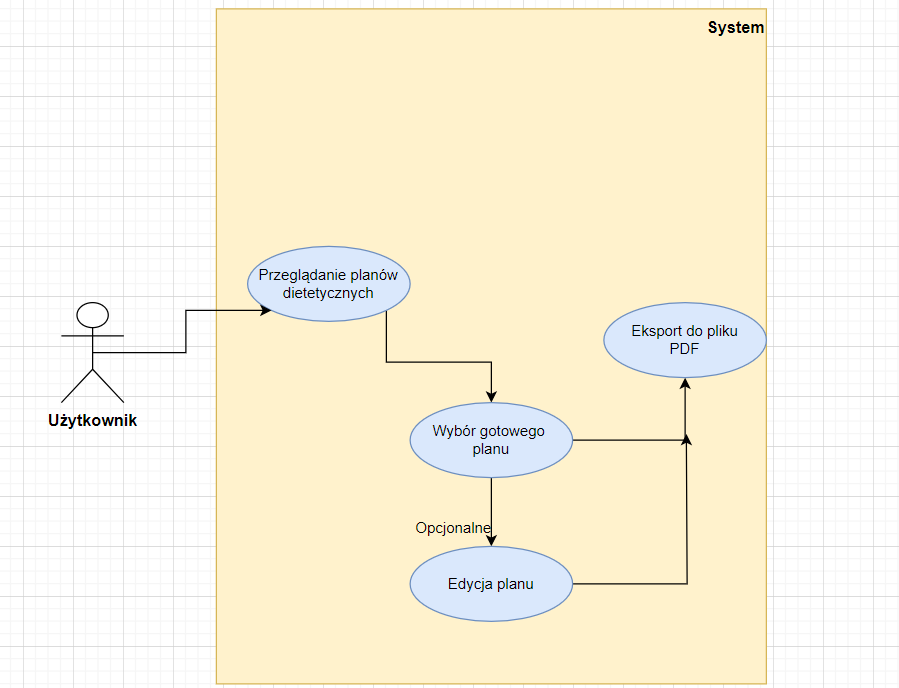 System
Przeglądanie planów
dietetycznych
Eksport do pliku
PDF
Użytkownik
Wybór gotowego
planu
Opcjonalne
Edycja planu